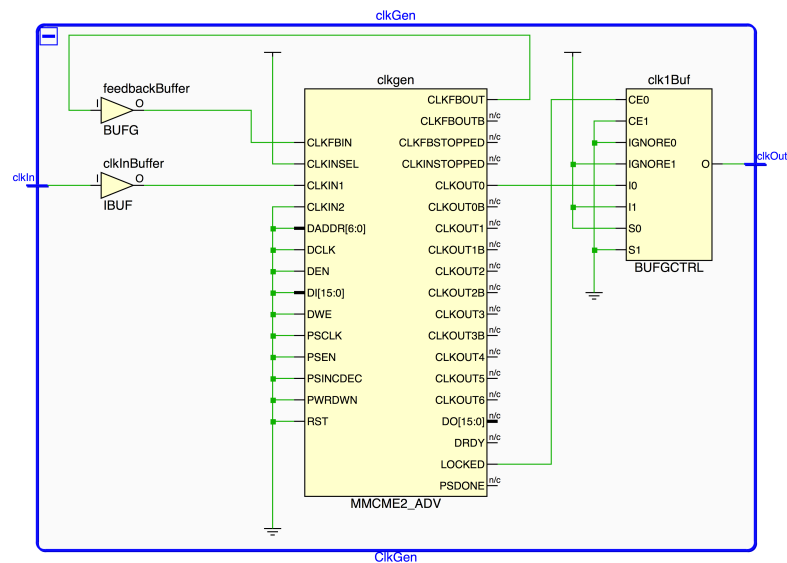 clkGen
feedbackBuffer
I O
BUFG
clkInBuffer
clkIn
I O
IBUF
clkgen
CLKFBIN
CLKINSEL
CLKIN1
CLKIN2
DADDR[6:0]
DCLK
DEN
DI[15:0]
DWE
PSCLK
PSEN
PSINCDEC
PWRDWN
RST
CLKFBOUT
CLKFBOUTB n/c
CLKFBSTOPPED n/c
CLKINSTOPPED n/c
CLKOUT0
CLKOUT0B n/c
CLKOUT1 n/c
CLKOUT1B n/c
CLKOUT2 n/c
CLKOUT2B n/c
CLKOUT3 n/c
CLKOUT3B n/c
CLKOUT4 n/c
CLKOUT5 n/c
CLKOUT6 n/c
DO[15:0] n/c
DRDY n/c
LOCKED
PSDONE n/c
MMCME2_ADV
clk1Buf
CE0
CE1
IGNORE0
IGNORE1
I0
I1
S0
S1
O
BUFGCTRL
clkOut
ClkGen